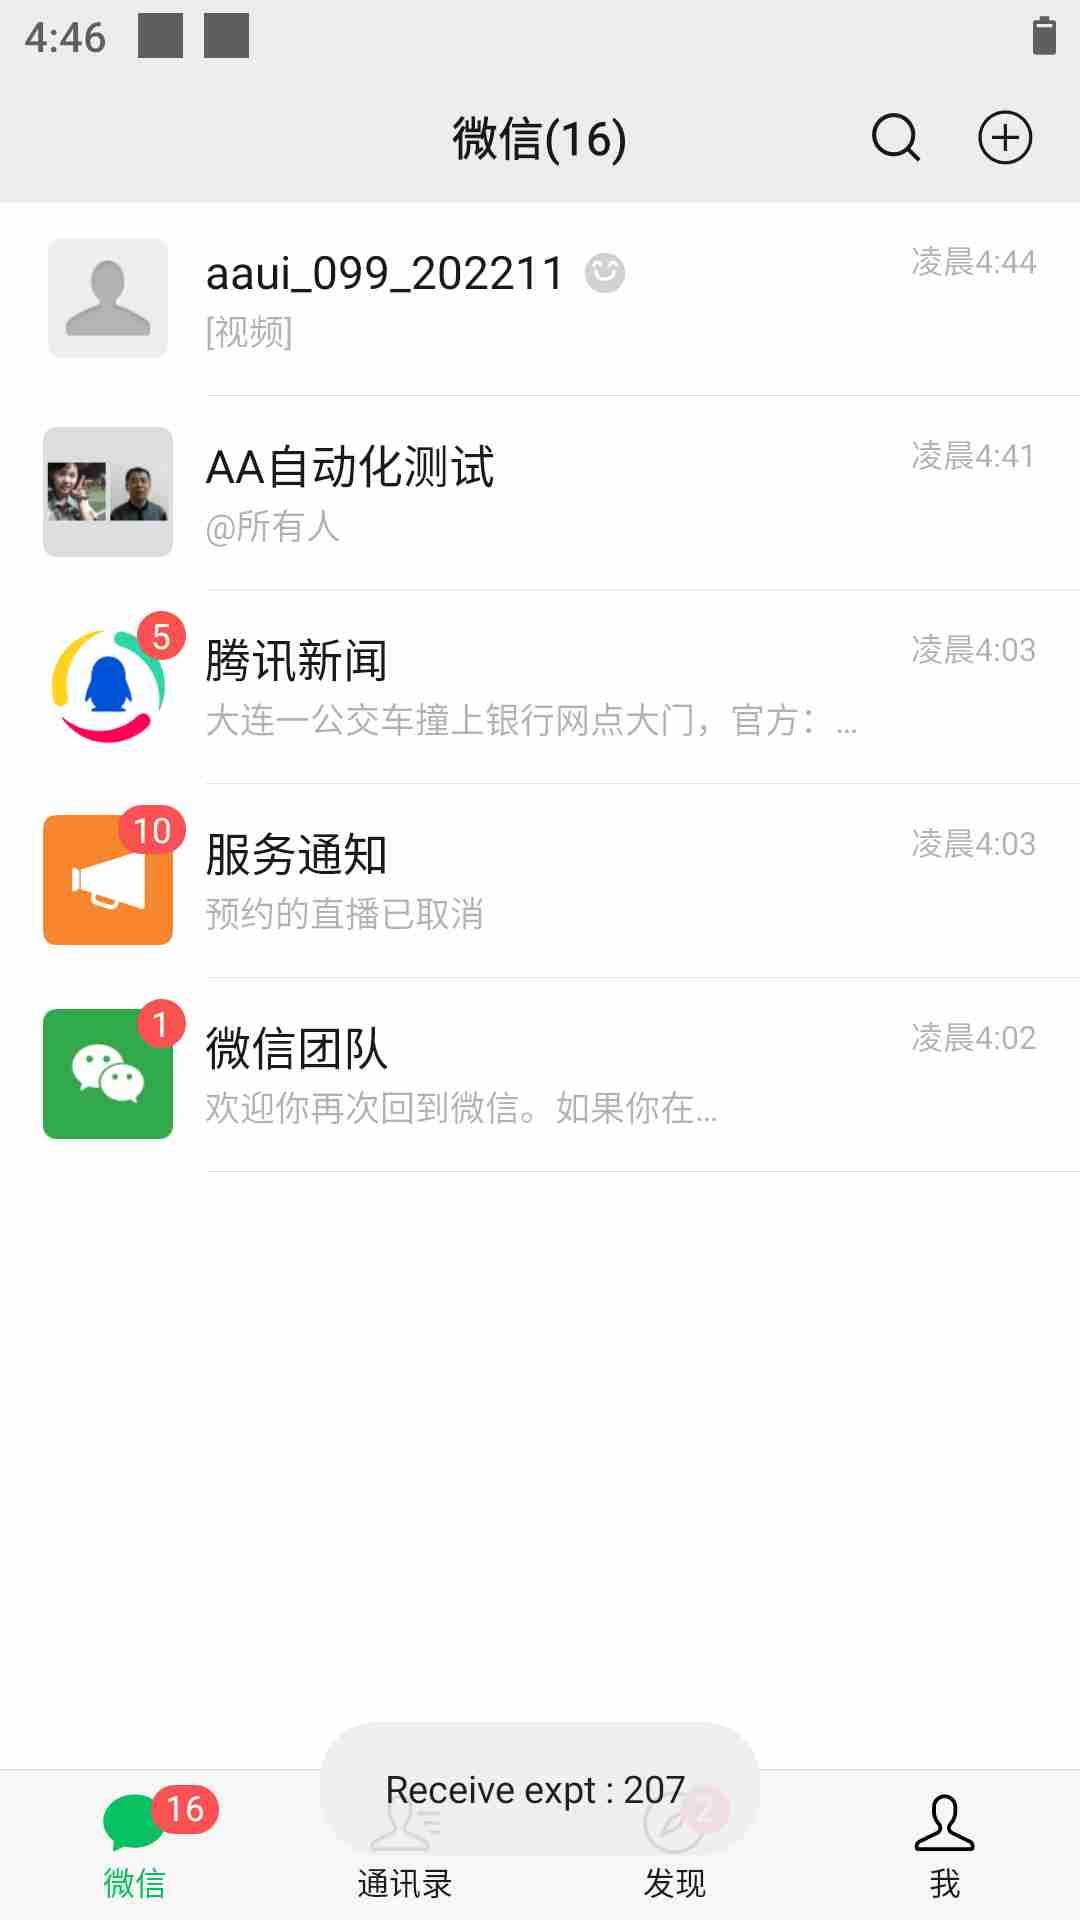 4:46
微信(16)
aaui_099_202211
凌晨4:44
[视频]
AA自动化测试
凌晨4:41
@所有人
5
腾讯新闻
凌晨4:03
大连一公交车撞上银行网点大门，官方：...
10
服务通知
凌晨4:03
预约的直播已取消
1
微信团队
凌晨4:02
欢迎你再次回到微信。如果你在...
Receive expt : 207
16
2
微信
通讯录
发现
我